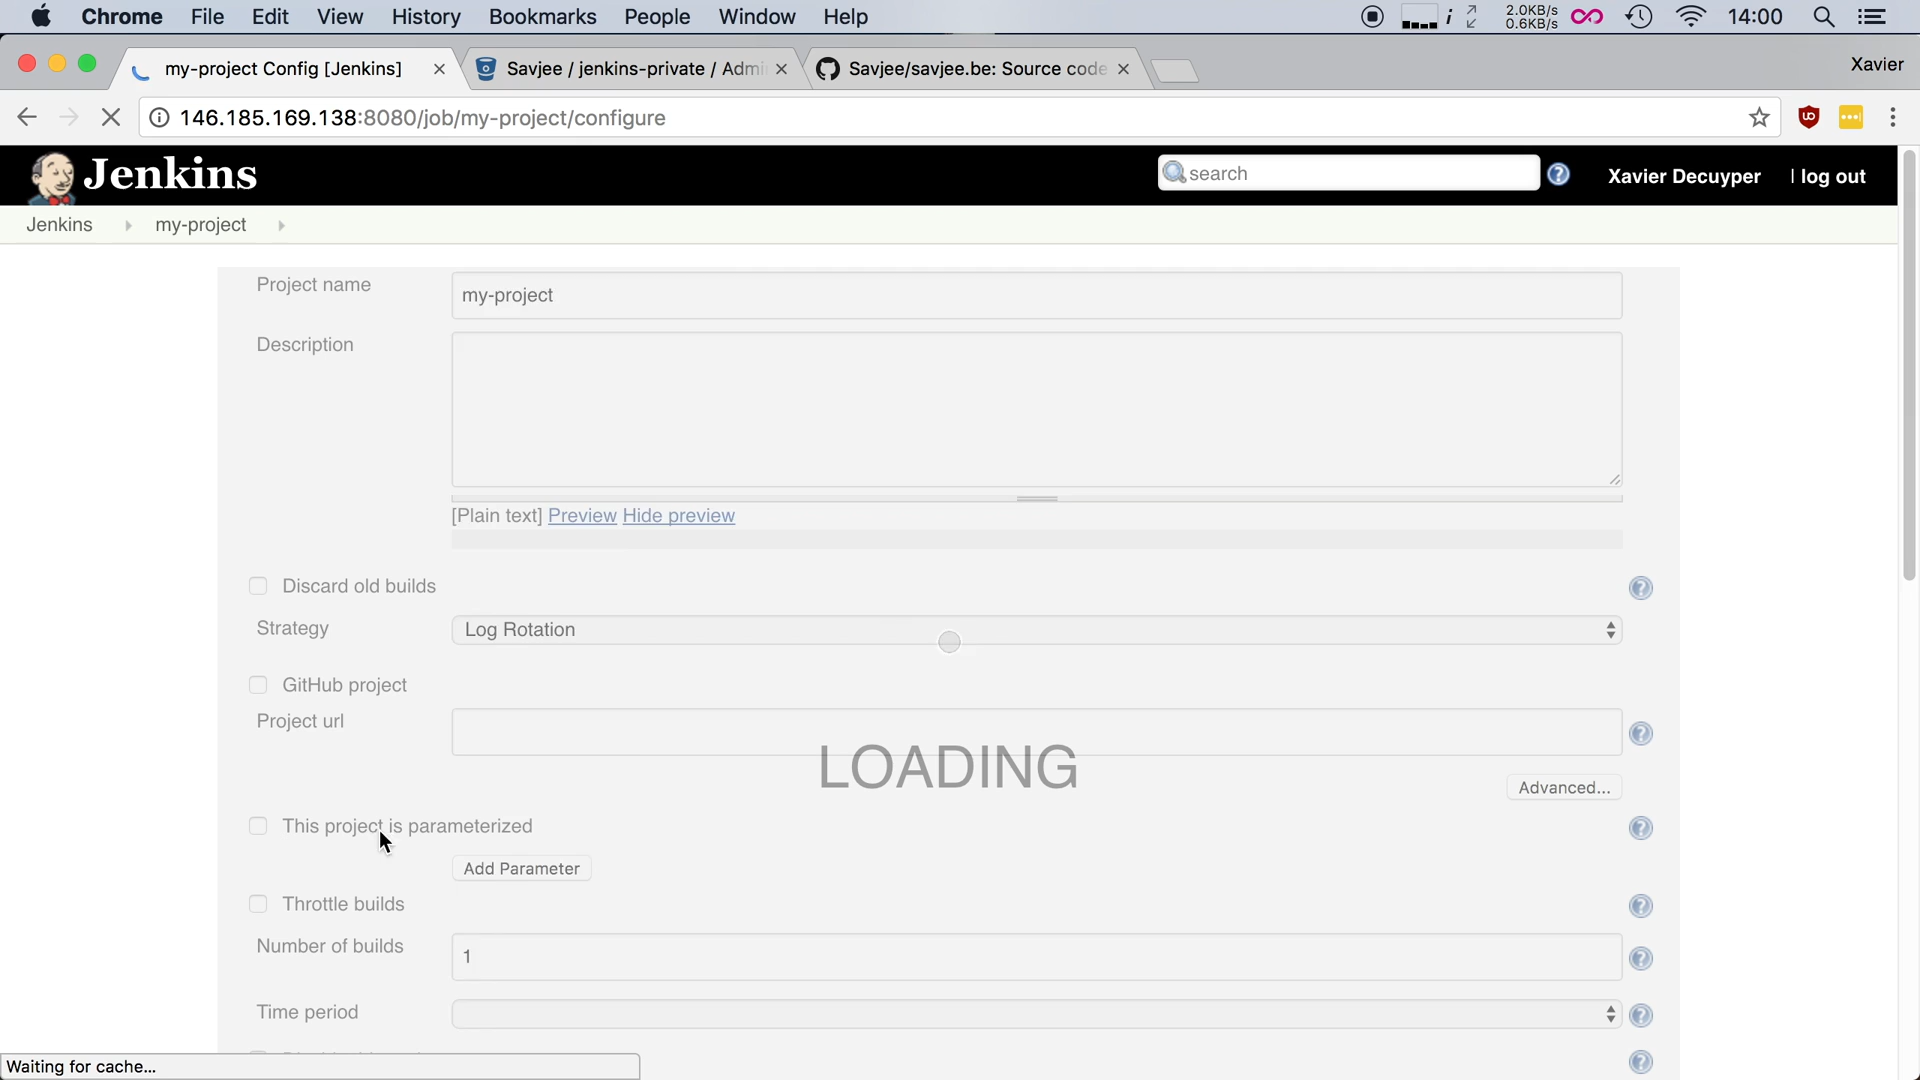 Chrome File Edit View History Bookmarks People Window Help
2.0KB/s
0.6KB/s
14:00
my-project Config [Jenkins]
Savjee / jenkins-private / Admi
Savjee/savjee.be: Source code
Xavier
146.185.169.138:8080/job/my-project/configure
Jenkins
search
Xavier Decuyper
| log out
Jenkins
my-project
Project name
my-project
Description
[Plain text] Preview Hide preview
Discard old builds
Strategy
Log Rotation
GitHub project
Project url
LOADING
Advanced...
This project is parameterized
Add Parameter
Throttle builds
Number of builds
1
Time period
Waiting for cache...